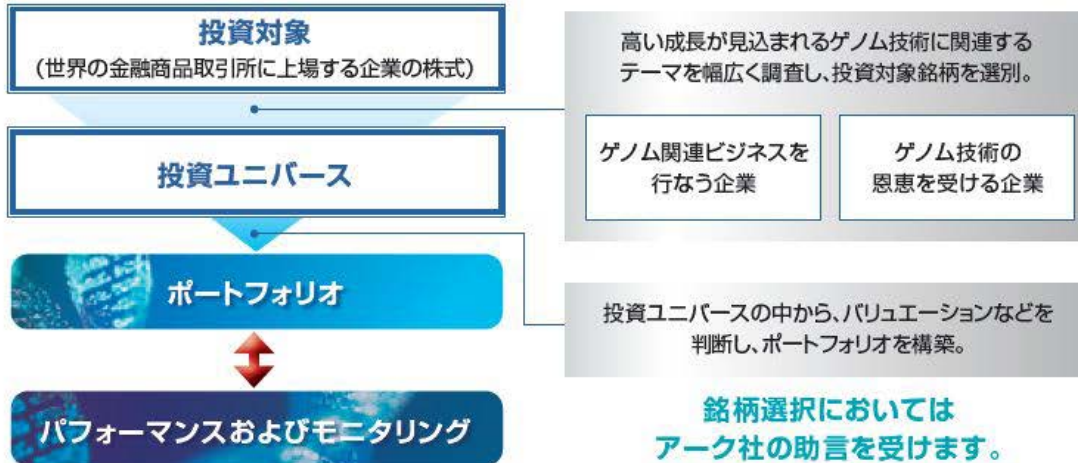 投資対象
(世界の金融商品取引所に上場する企業の株式)
投資ユニバース
ポートフォリオ
パフォーマンスおよびモニタリング
高い成長が見込まれるゲノム技術に関連する
テーマを幅広く調査し、投資対象銘柄を選別。
ゲノム関連ビジネスを
行なう企業
ゲノム技術の
恩恵を受ける企業
投資ユニバースの中から、バリュエーションなどを
判断し、ポートフォリオを構築。
銘柄選択においては
アーク社の助言を受けます。